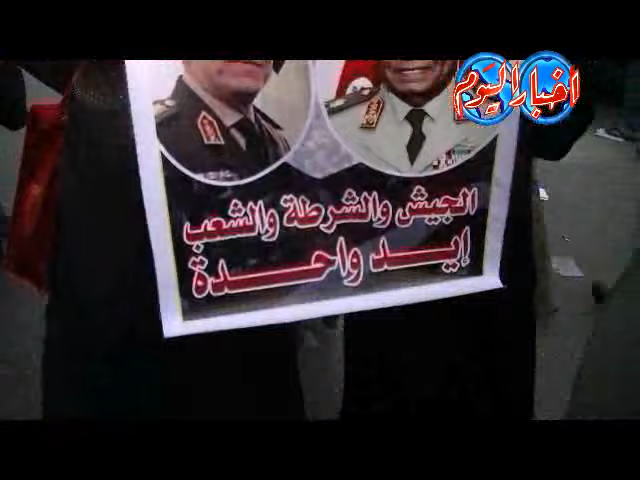 اخبار اليوم
الجيش والشرطة والشعب
إيد واحدة